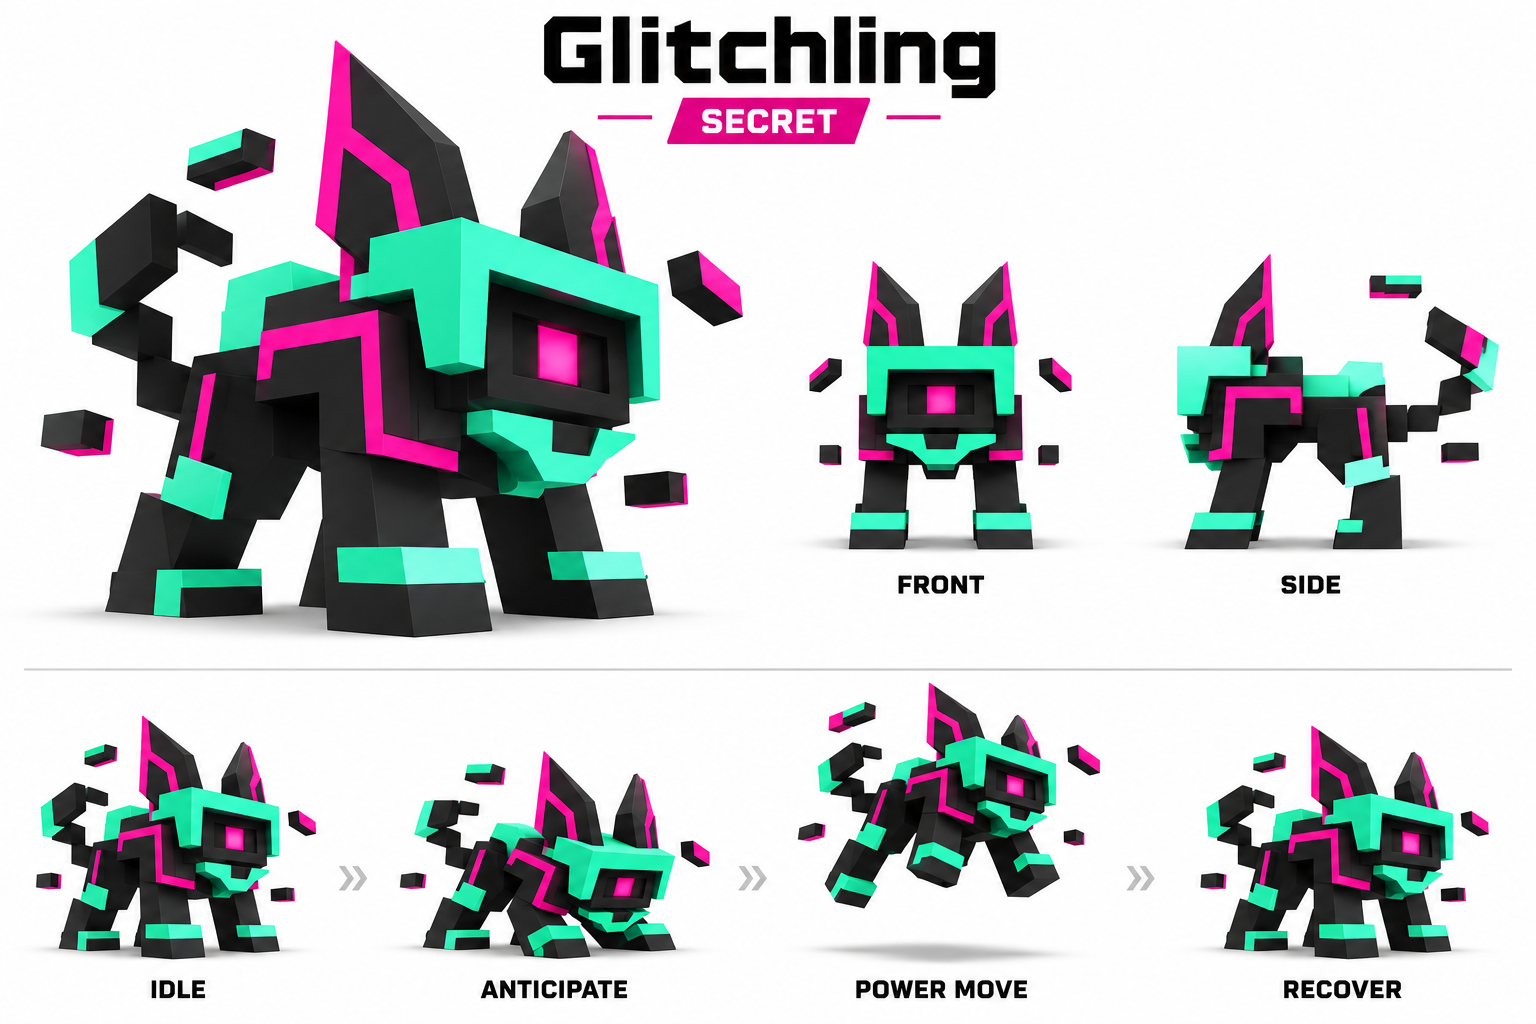 Glitchling
SECRET
FRONT
SIDE
IDLE
ANTICIPATE
POWER MOVE
RECOVER